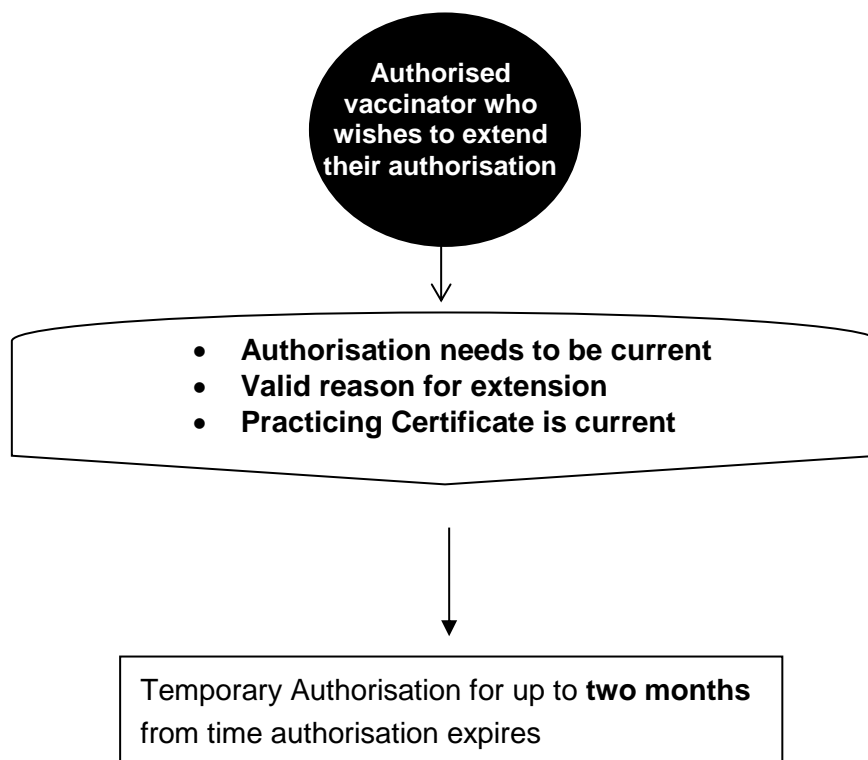 Authorised
vaccinator who
wishes to extend
their authorisation
• Authorisation needs to be current
• Valid reason for extension
• Practicing Certificate is current
Temporary Authorisation for up to two months
from time authorisation expires